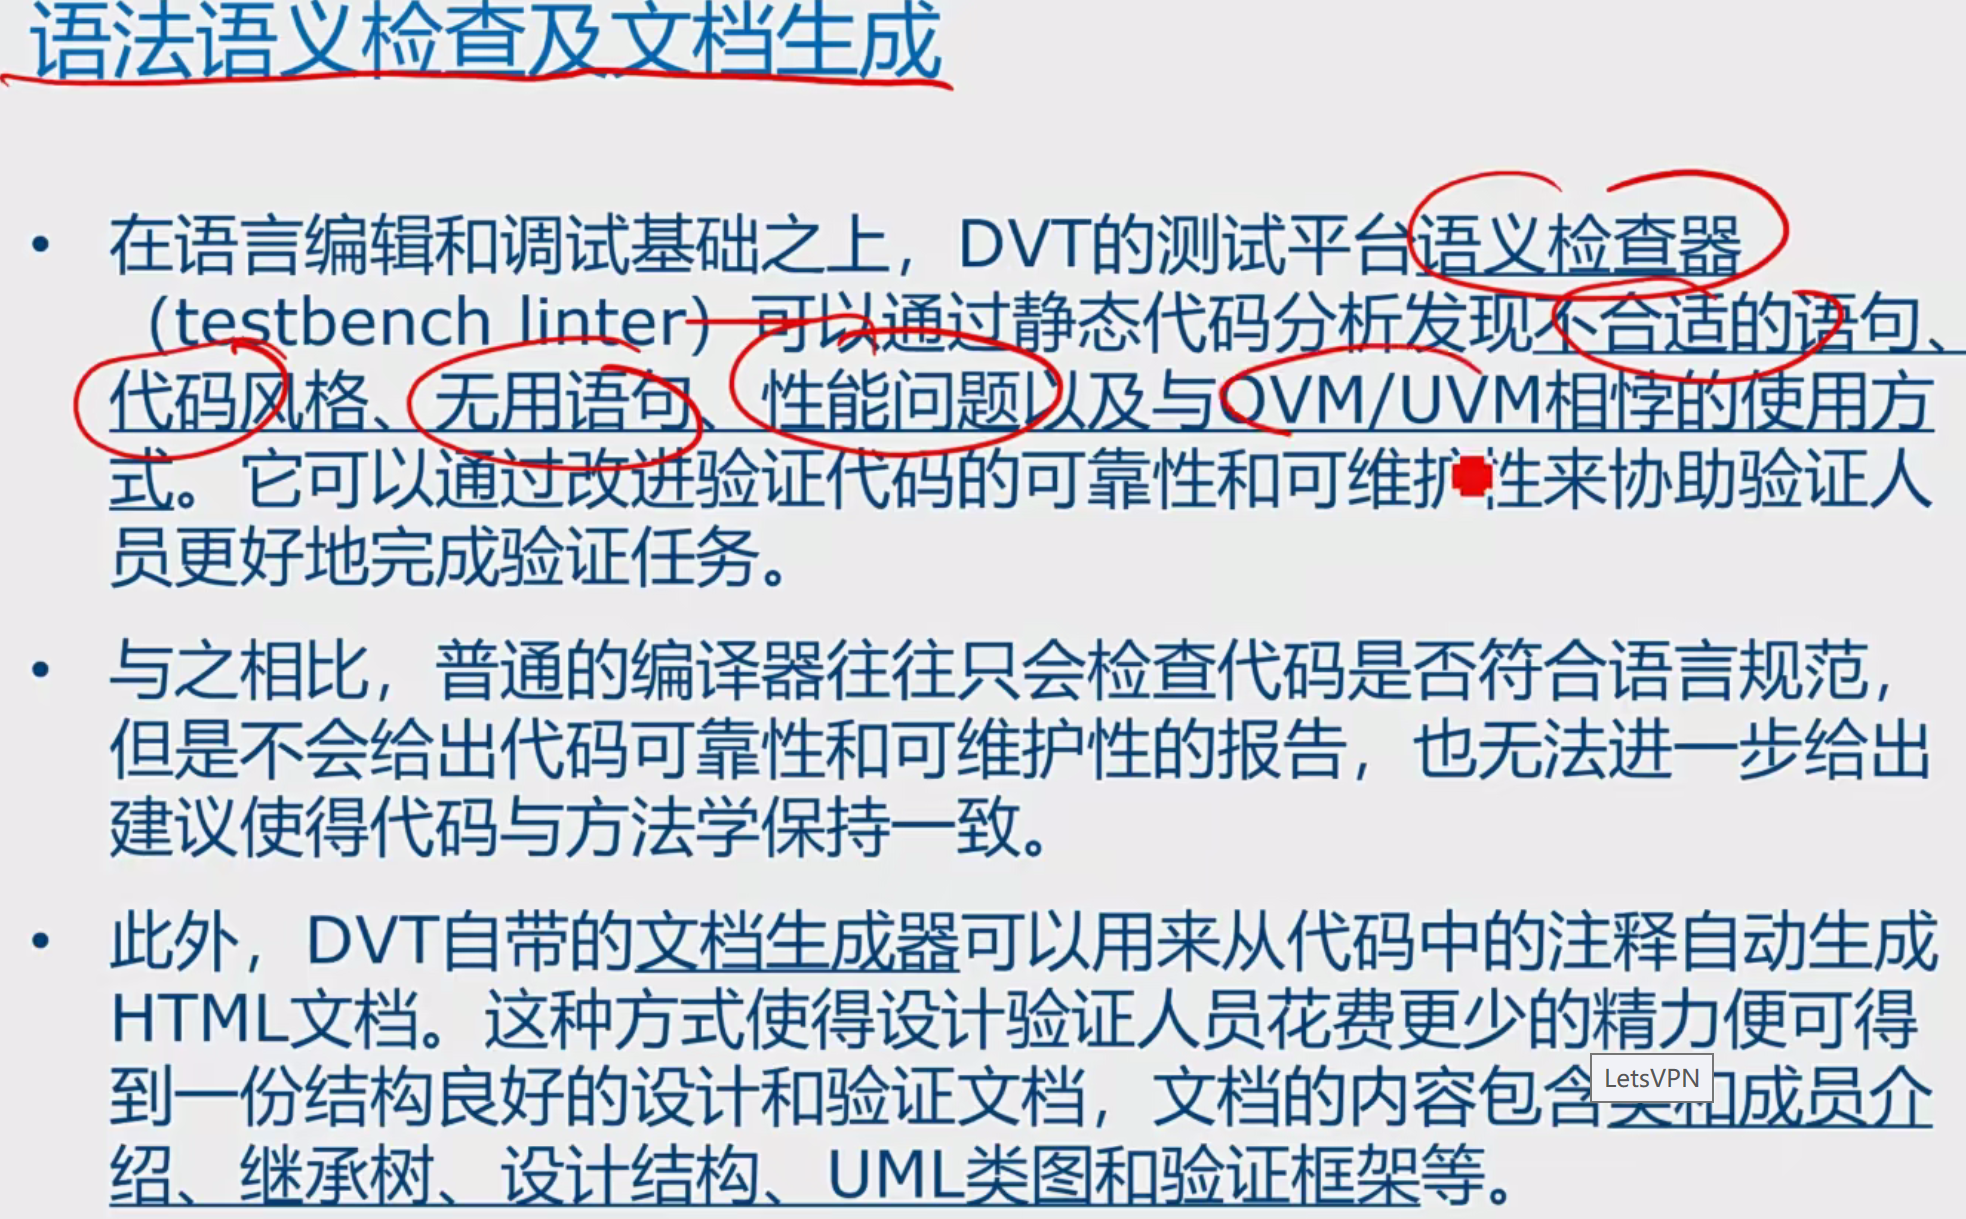 语法语义检查及文档生成
• 在语言编辑和调试基础之上，DVT的测试平台语义检查器
（testbench linter）可以通过静态代码分析发现不合适的语句、
代码风格、无用语句、性能问题以及与OVM/UVM相悖的使用方
式。它可以通过改进验证代码的可靠性和可维护性来协助验证人
员更好地完成验证任务。
• 与之相比，普通的编译器往往只会检查代码是否符合语言规范，
但是不会给出代码可靠性和可维护性的报告，也无法进一步给出
建议使得代码与方法学保持一致。
• 此外，DVT自带的文档生成器可以用来从代码中的注释自动生成
HTML文档。这种方式使得设计验证人员花费更少的精力便可得
到一份结构良好的设计和验证文档，文档的内容包含类和成员介
LetsVPN
绍、继承树、设计结构、UML类图和验证框架等。